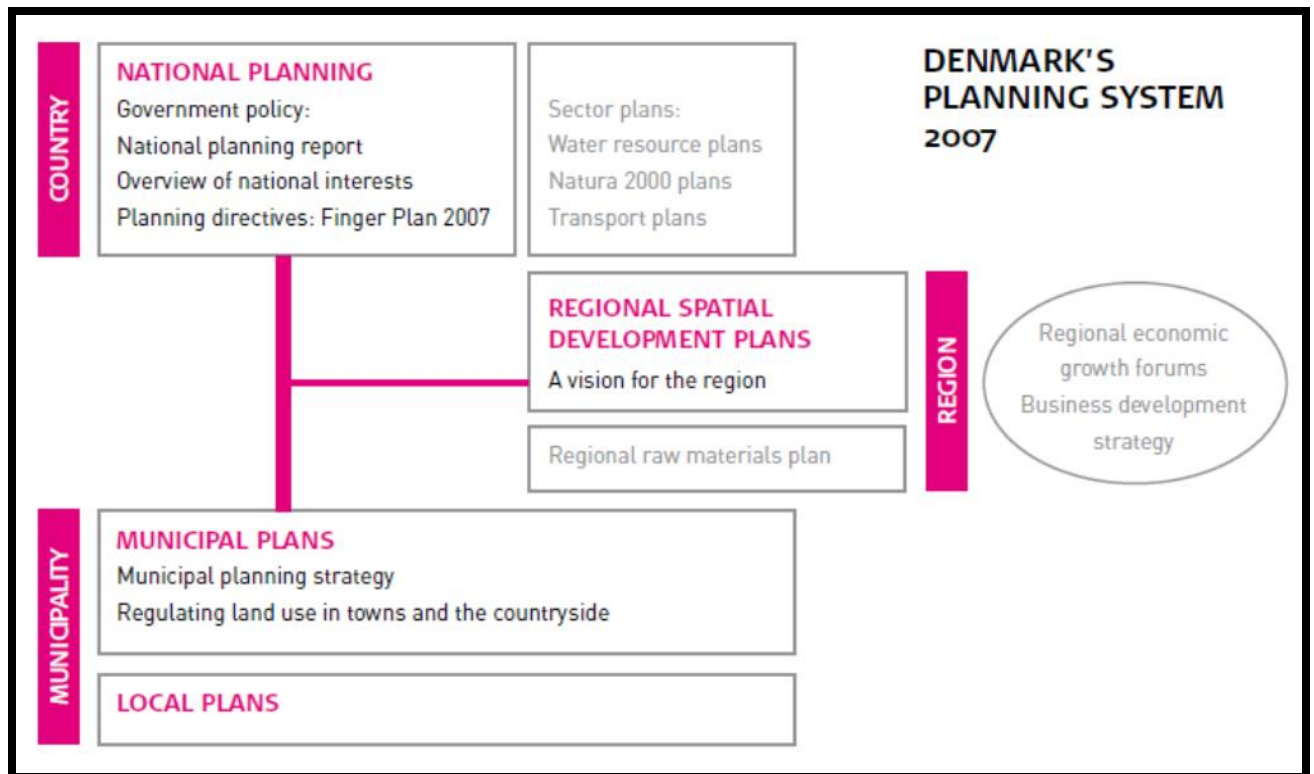 DENMARK'S
PLANNING SYSTEM
2007
COUNTRY
NATIONAL PLANNING
Government policy:
National planning report
Overview of national interests
Planning directives: Finger Plan 2007
Sector plans:
Water resource plans
Natura 2000 plans
Transport plans
REGIONAL SPATIAL
DEVELOPMENT PLANS
A vision for the region
Regional raw materials plan
REGION
Regional economic
growth forums
Business development
strategy
MUNICIPALITY
MUNICIPAL PLANS
Municipal planning strategy
Regulating land use in towns and the countryside
LOCAL PLANS